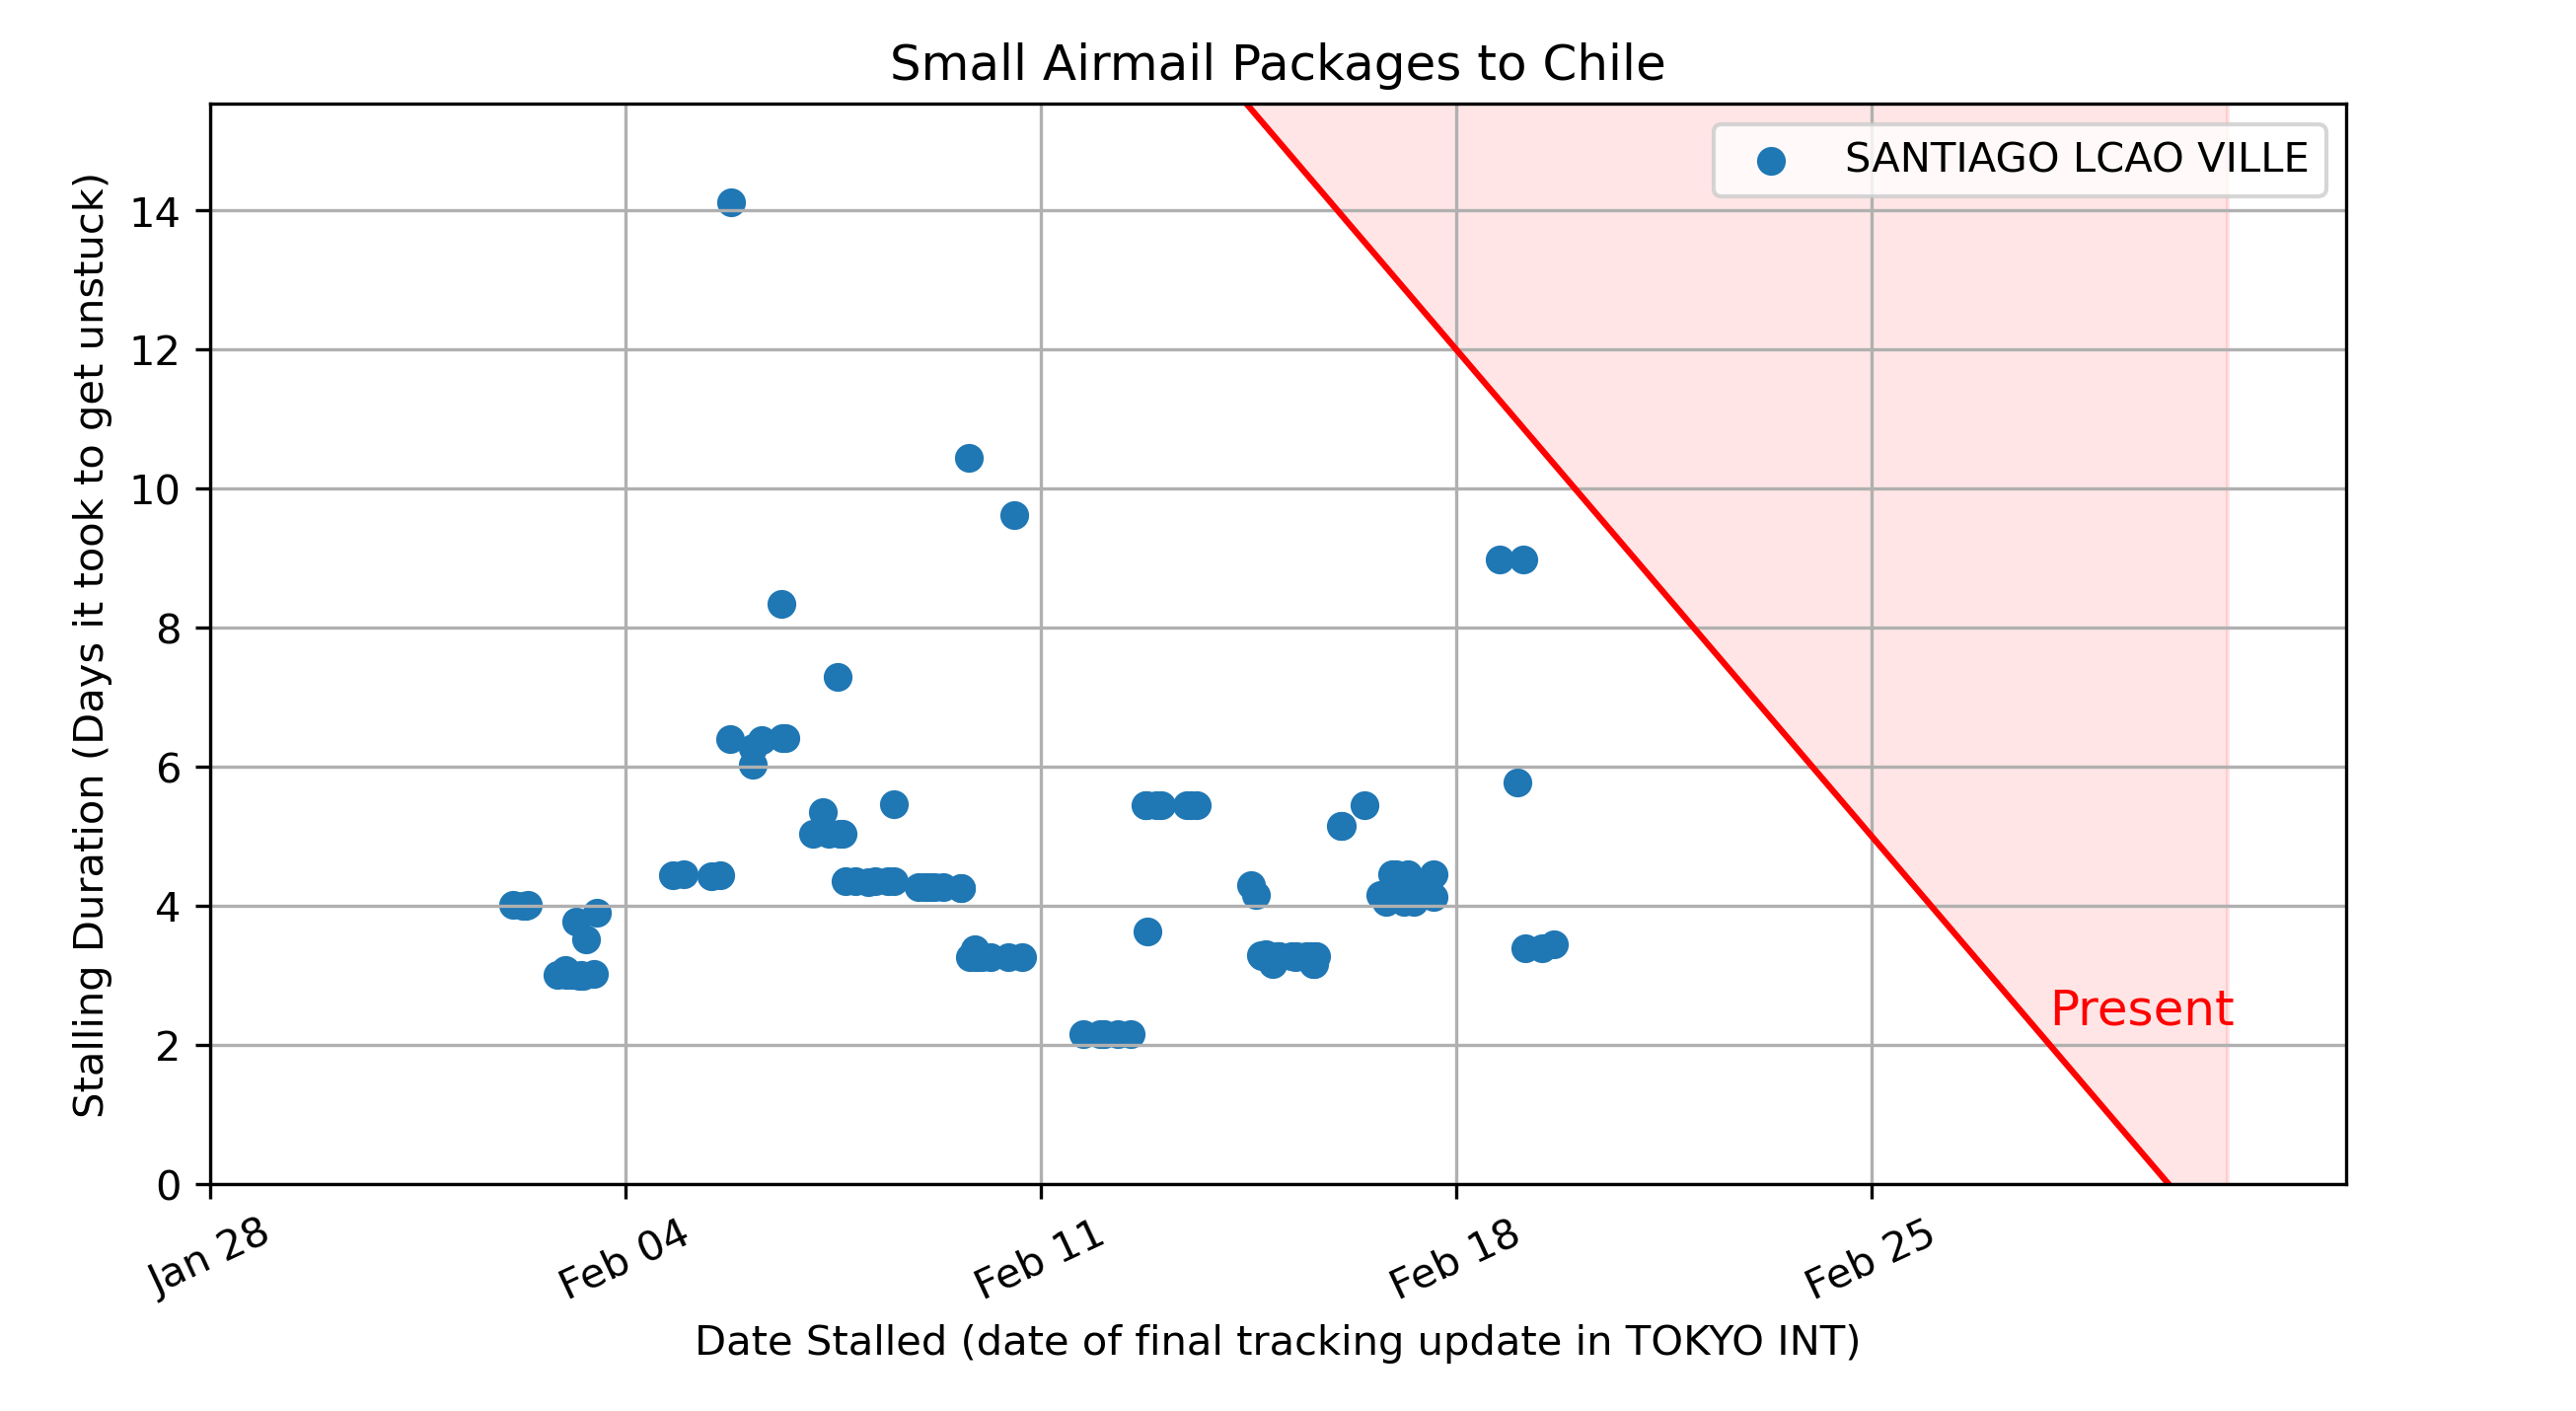 Small Airmail Packages to Chile
SANTIAGO LCAO VILLE
Stalling Duration (Days it took to get unstuck)
14
12
10
8
6
4
2
0
Present
Jan 28
Feb 04
Feb 11
Feb 18
Feb 25
Date Stalled (date of final tracking update in TOKYO INT)